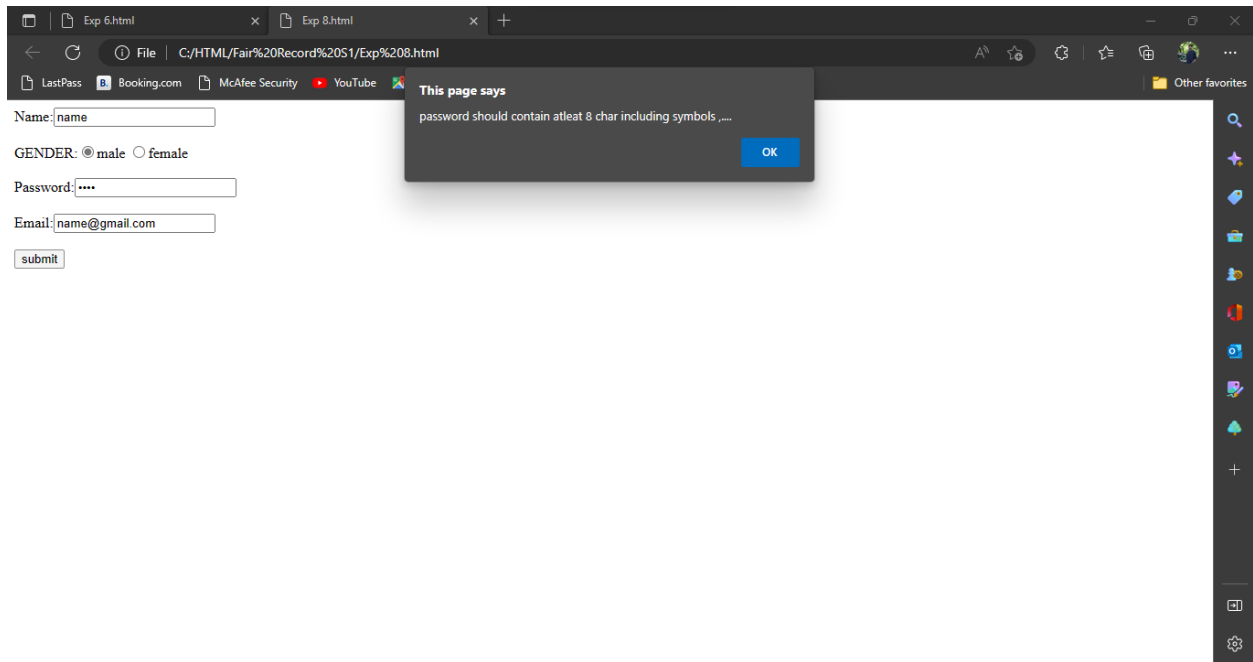 Exp 6.html
Exp 8.html
File
C:/HTML/Fair%20Record%20S1/Exp%208.html
LastPass
B. Booking.com
McAfee Security
YouTube
Other favorites
This page says
password should contain atleat 8 char including symbols ,....
OK
Name: name
GENDER: male female
Password: ••••
Email: name@gmail.com
submit